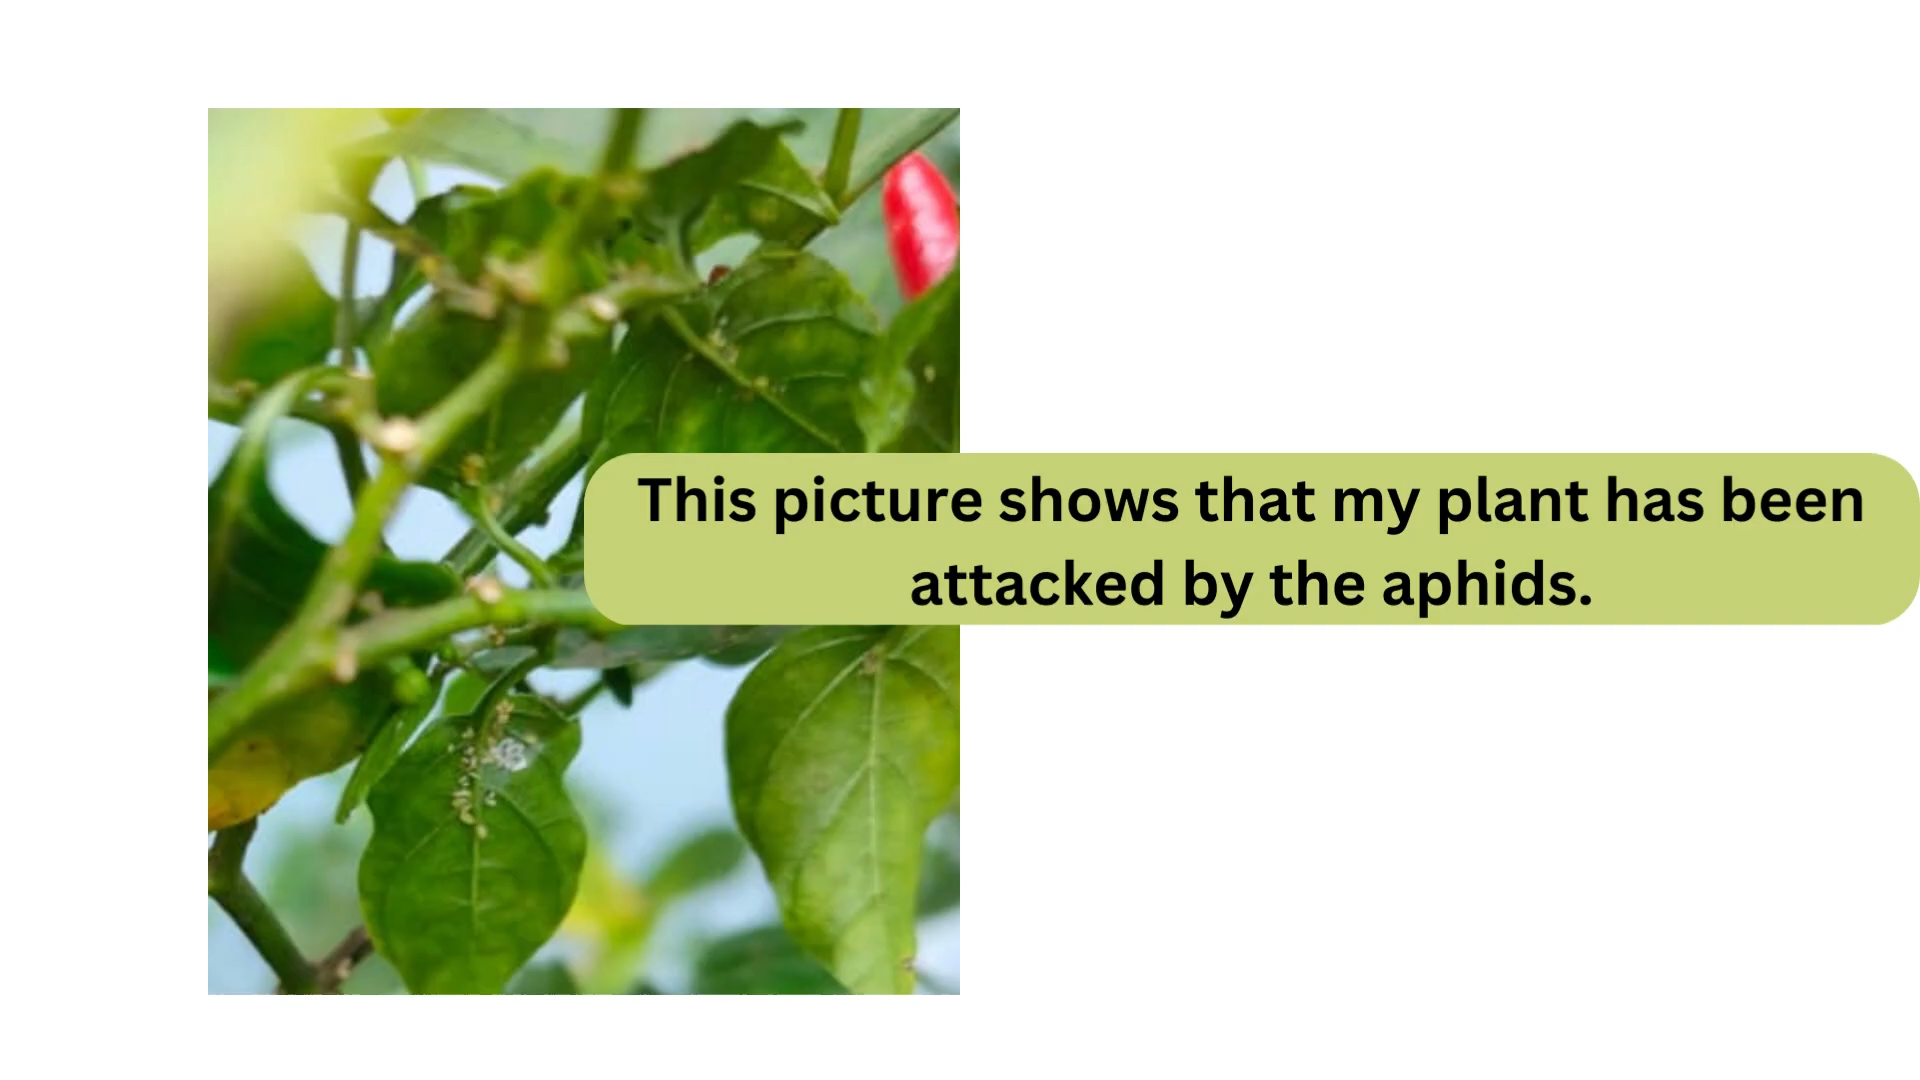 This picture shows that my plant has been
attacked by the aphids.